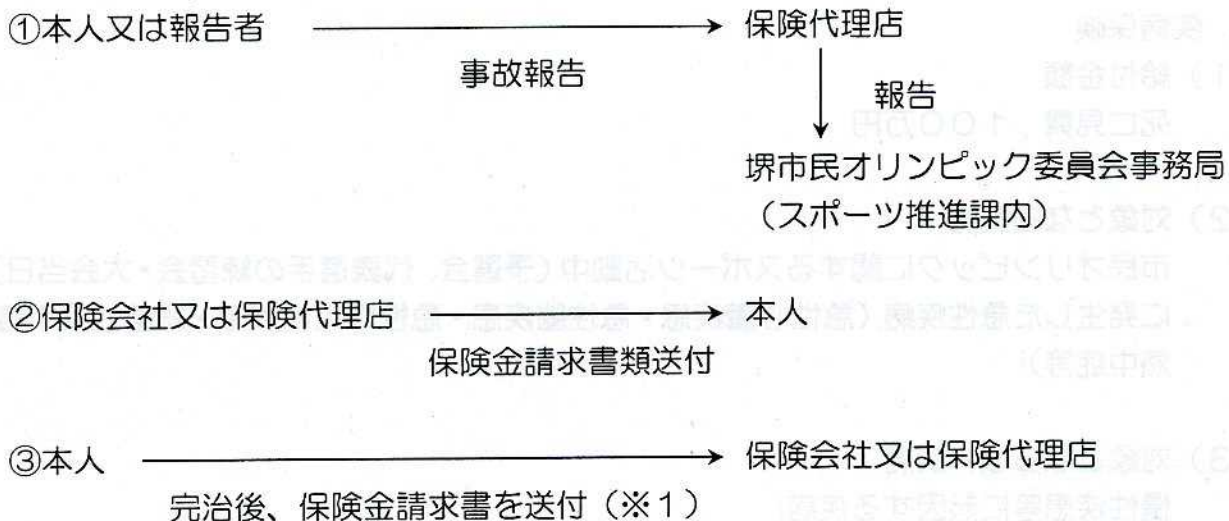 ①本人又は報告者 保険代理店
事故報告
報告
堺市民オリンピック委員会事務局
(スポーツ推進課内)
②保険会社又は保険代理店 本人
保険金請求書類送付
③本人 保険会社又は保険代理店
完治後、保険金請求書を送付(※1)